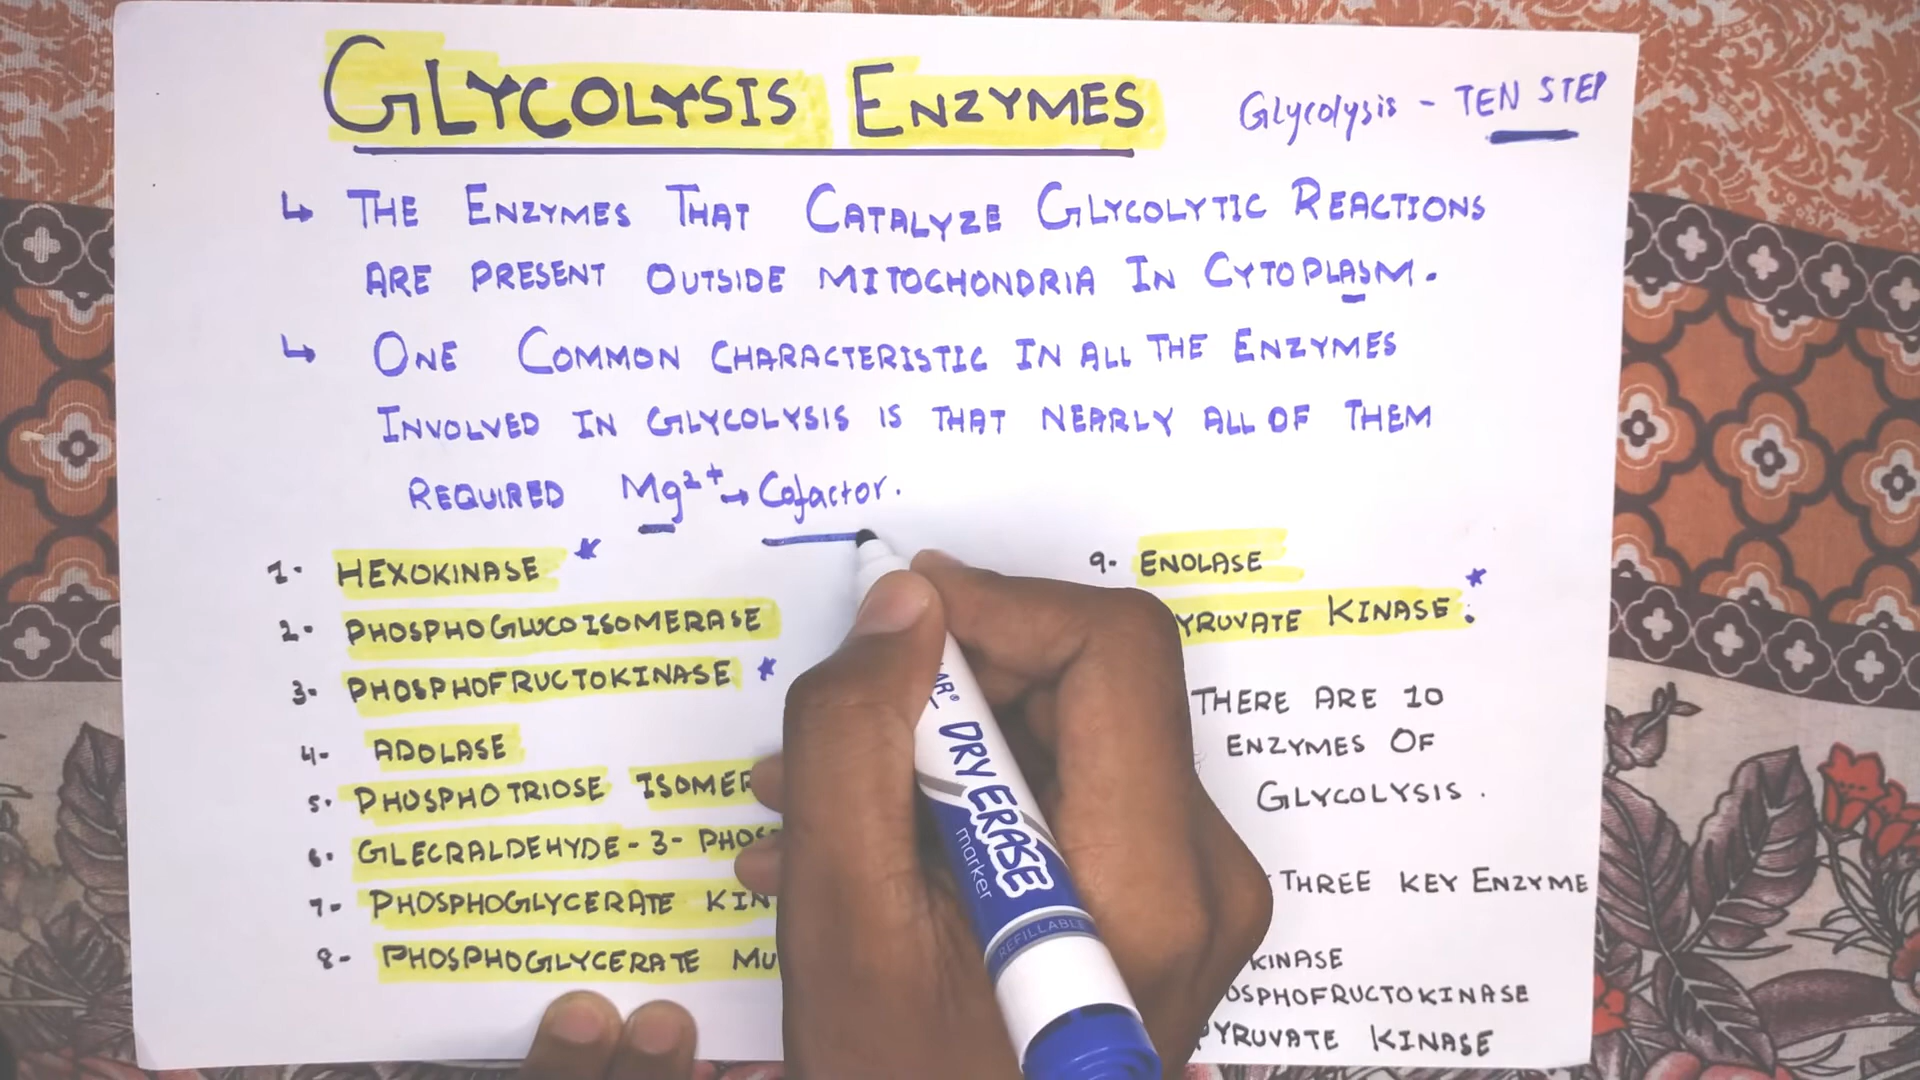 GLYCOLYSIS ENZYMES
Glycolysis - TEN STEP
↳ THE ENZYMES THAT CATALYZE GLYCOLYTIC REACTIONS
ARE PRESENT OUTSIDE MITOCHONDRIA IN CYTOPLASM.
↳ ONE COMMON CHARACTERISTIC IN ALL THE ENZYMES
INVOLVED IN GLYCOLYSIS IS THAT NEARLY ALL OF THEM
REQUIRED Mg²⁺ → Cofactor.
1. HEXOKINASE *
2. PHOSPHOGLUCOISOMERASE
3. PHOSPHOFRUCTOKINASE *
4- ADOLASE
5. PHOSPHOTRIOSE ISOMER
6. GLECRALDEHYDE-3-PHOS
7- PHOSPHOGLYCERATE KIN
8- PHOSPHOGLYCERATE MU
9. ENOLASE
YRUVATE KINASE. *
THERE ARE 10
ENZYMES OF
GLYCOLYSIS.
THREE KEY ENZYME
KINASE
OSPHOFRUCTOKINASE
PYRUVATE KINASE
DRY ERASE
marker
REFILLABLE